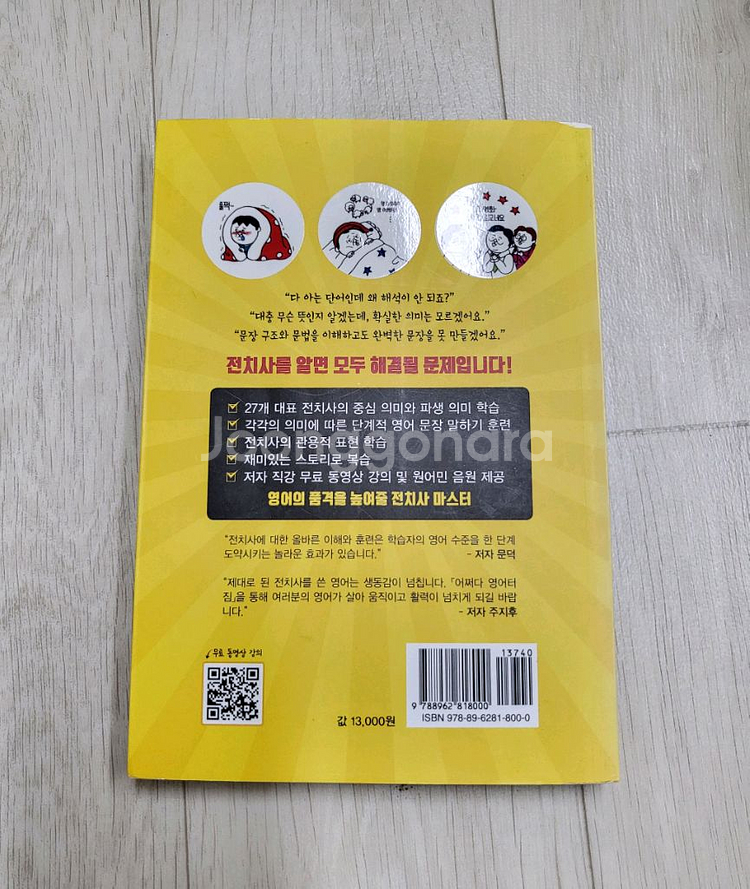 훌쩍~
"다 아는 단어인데 왜 해석이 안 되죠?"
"대충 무슨 뜻인지 알겠는데, 확실한 의미는 모르겠어요."
"문장 구조와 문법을 이해하고도 완벽한 문장을 못 만들겠어요."
전치사를 알면 모두 해결될 문제입니다!
27개 대표 전치사의 중심 의미와 파생 의미 학습
각각의 의미에 따른 단계적 영어 문장 말하기 훈련
전치사의 관용적 표현 학습
재미있는 스토리로 복습
저자 직강 무료 동영상 강의 및 원어민 음원 제공
영어의 품격을 높여줄 전치사 마스터
Joonggonara
"전치사에 대한 올바른 이해와 훈련은 학습자의 영어 수준을 한 단계
도약시키는 놀라운 효과가 있습니다." - 저자 문덕
"제대로 된 전치사를 쓴 영어는 생동감이 넘칩니다. 「어쩌다 영어터
짐」을 통해 여러분의 영어가 살아 움직이고 활력이 넘치게 되길 바랍
니다." - 저자 주지후
무료 동영상 강의
13740
9 788962 818000
값 13,000원
ISBN 978-89-6281-800-0